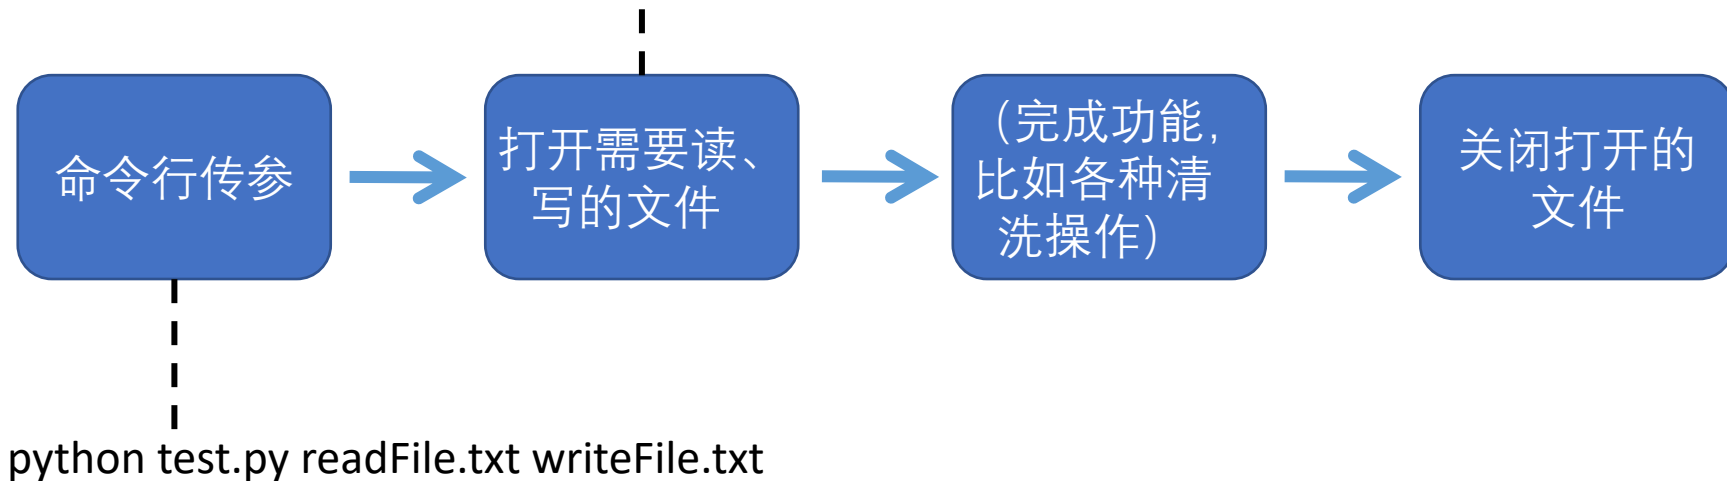 命令行传参
打开需要读、
写的文件
（完成功能,
比如各种清
洗操作）
关闭打开的
文件
python test.py readFile.txt writeFile.txt